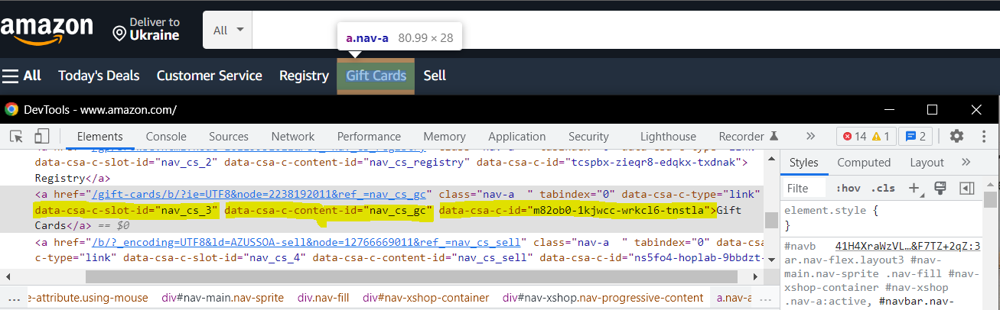 amazon
Deliver to
Ukraine
All
a.nav-a 80.99 × 28
All Today's Deals Customer Service Registry Gift Cards Sell
DevTools - www.amazon.com/
Elements Console Sources Network Performance Memory Application Security Lighthouse Recorder » 14 1 2
data-csa-c-slot-id="nav_cs_2" data-csa-c-content-id="nav_cs_registry" data-csa-c-id="tcspbx-zieqr8-edqkx-txdnak">
Registry</a>
<a href="/gift-cards/b/?ie=UTF8&node=2238192011&ref_=nav_cs_gc" class="nav-a  " tabindex="0" data-csa-c-type="link"
data-csa-c-slot-id="nav_cs_3" data-csa-c-content-id="nav_cs_gc" data-csa-c-id="m82ob0-1kjwcc-wrkcl6-tnstla">Gift
Cards</a> == $0
<a href="/b/?_encoding=UTF8&ld=AZUSSOA-sell&node=12766669011&ref_=nav_cs_sell" class="nav-a  " tabindex="0" data-csa-
c-type="link" data-csa-c-slot-id="nav_cs_4" data-csa-c-content-id="nav_cs_sell" data-csa-c-id="ns5fo4-hoplab-9bbdzt-
... e-attribute.using-mouse div#nav-main.nav-sprite div.nav-fill div#nav-xshop-container div#nav-xshop.nav-progressive-content a.nav-a ...
Styles Computed Layout »
Filte :hov .cls +
element.style {
}
#navb 41H4XraWzVL…&F7TZ+2qZ:3
ar.nav-flex.layout3 #nav-
main.nav-sprite .nav-fill #nav-
xshop-container #nav-xshop
.nav-a:active, #navbar.nav-